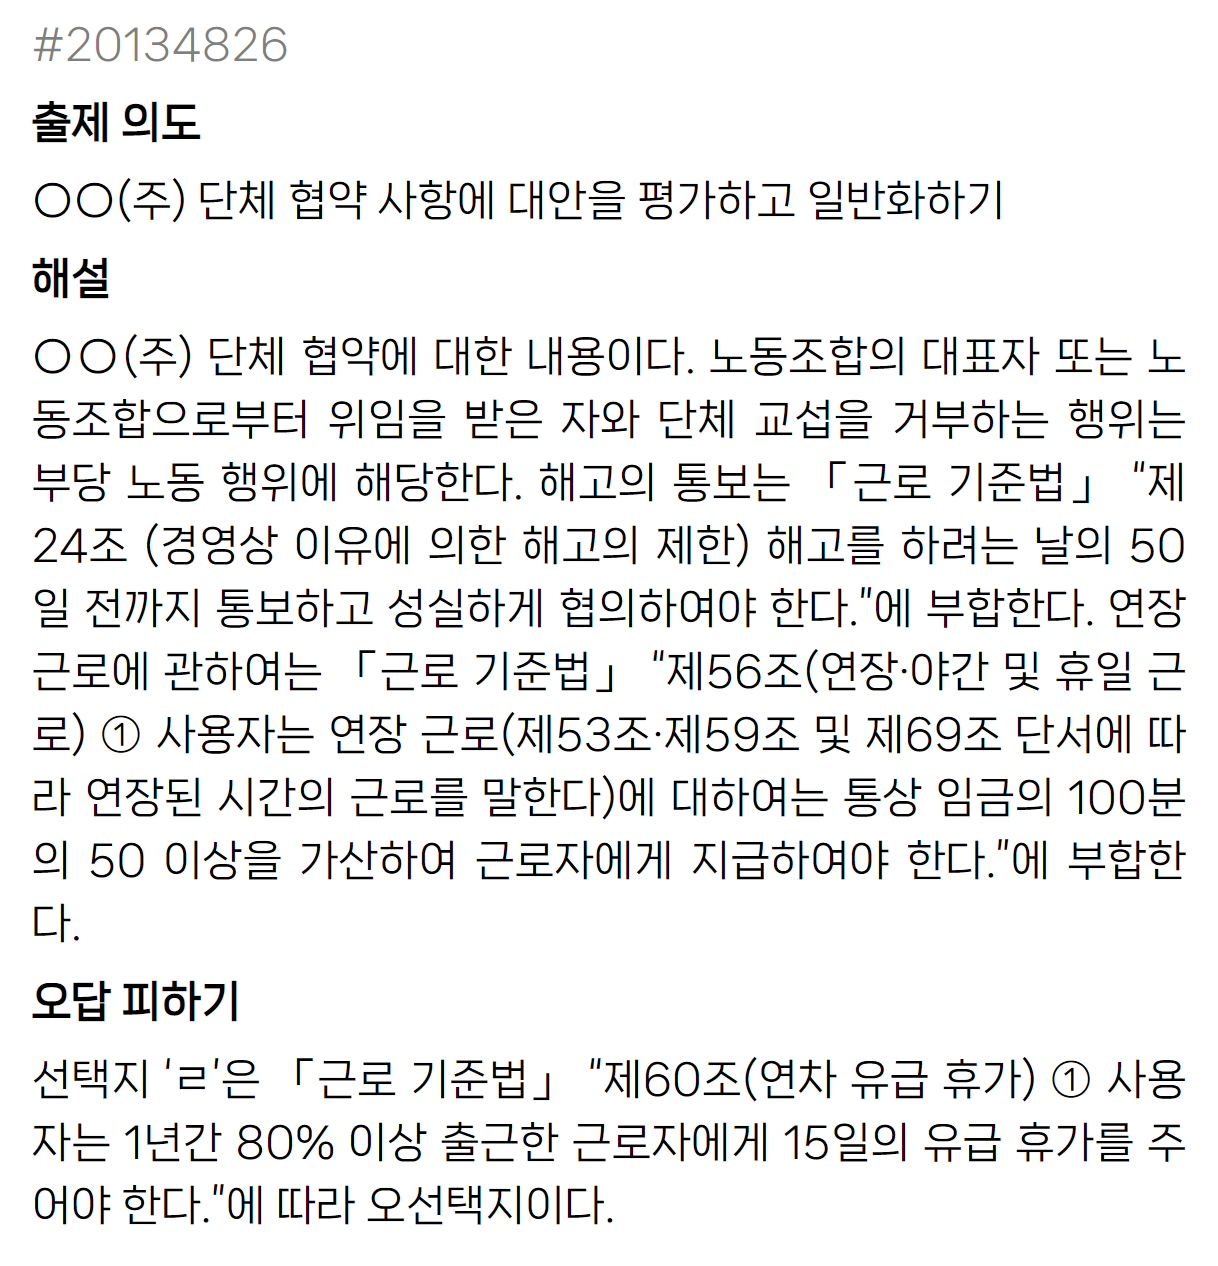 #20134826
출제 의도
○○(주) 단체 협약 사항에 대안을 평가하고 일반화하기
해설
○○(주) 단체 협약에 대한 내용이다. 노동조합의 대표자 또는 노
동조합으로부터 위임을 받은 자와 단체 교섭을 거부하는 행위는
부당 노동 행위에 해당한다. 해고의 통보는 「근로 기준법」 "제
24조 (경영상 이유에 의한 해고의 제한) 해고를 하려는 날의 50
일 전까지 통보하고 성실하게 협의하여야 한다."에 부합한다. 연장
근로에 관하여는 「근로 기준법」 "제56조(연장·야간 및 휴일 근
로) ① 사용자는 연장 근로(제53조·제59조 및 제69조 단서에 따
라 연장된 시간의 근로를 말한다)에 대하여는 통상 임금의 100분
의 50 이상을 가산하여 근로자에게 지급하여야 한다."에 부합한
다.
오답 피하기
선택지 'ㄹ'은 「근로 기준법」 "제60조(연차 유급 휴가) ① 사용
자는 1년간 80% 이상 출근한 근로자에게 15일의 유급 휴가를 주
어야 한다."에 따라 오선택지이다.